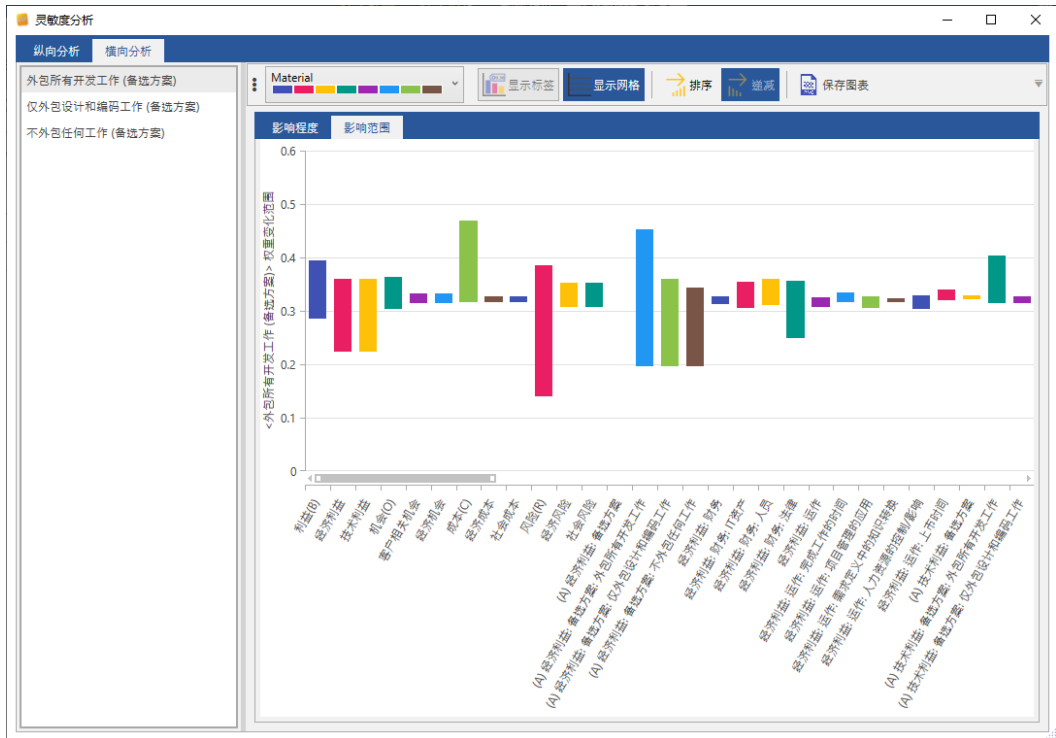 灵敏度分析
纵向分析
横向分析
外包所有开发工作 (备选方案)
仅外包设计和编码工作 (备选方案)
不外包任何工作 (备选方案)
Material
显示标签
显示网格
排序
递减
保存图表
影响程度
影响范围
<外包所有开发工作 (备选方案)> 权重变化范围
0.6
0.5
0.4
0.3
0.2
0.1
0
利益(B)
经济利益
技术利益
机会(O)
客户相关机会
经济机会
成本(C)
经济成本
社会成本
风险(R)
经济风险
社会风险
(A) 经济利益; 备选方案
(A) 经济利益; 备选方案; 外包所有开发工作
(A) 经济利益; 备选方案; 仅外包设计和编码工作
(A) 经济利益; 备选方案; 不外包任何工作
经济利益; 财务
经济利益; 财务; IT资产
经济利益; 财务; 人员
经济利益; 财务; 法律
经济利益; 运作
经济利益; 运作; 完成工作的时间
经济利益; 运作; 项目管理的应用
经济利益; 运作; 需求定义中的知识转换
经济利益; 运作; 人力资源的控制/影响
经济利益; 运作; 上市时间
(A) 技术利益; 备选方案
(A) 技术利益; 备选方案; 外包所有开发工作
(A) 技术利益; 备选方案; 仅外包设计和编码工作